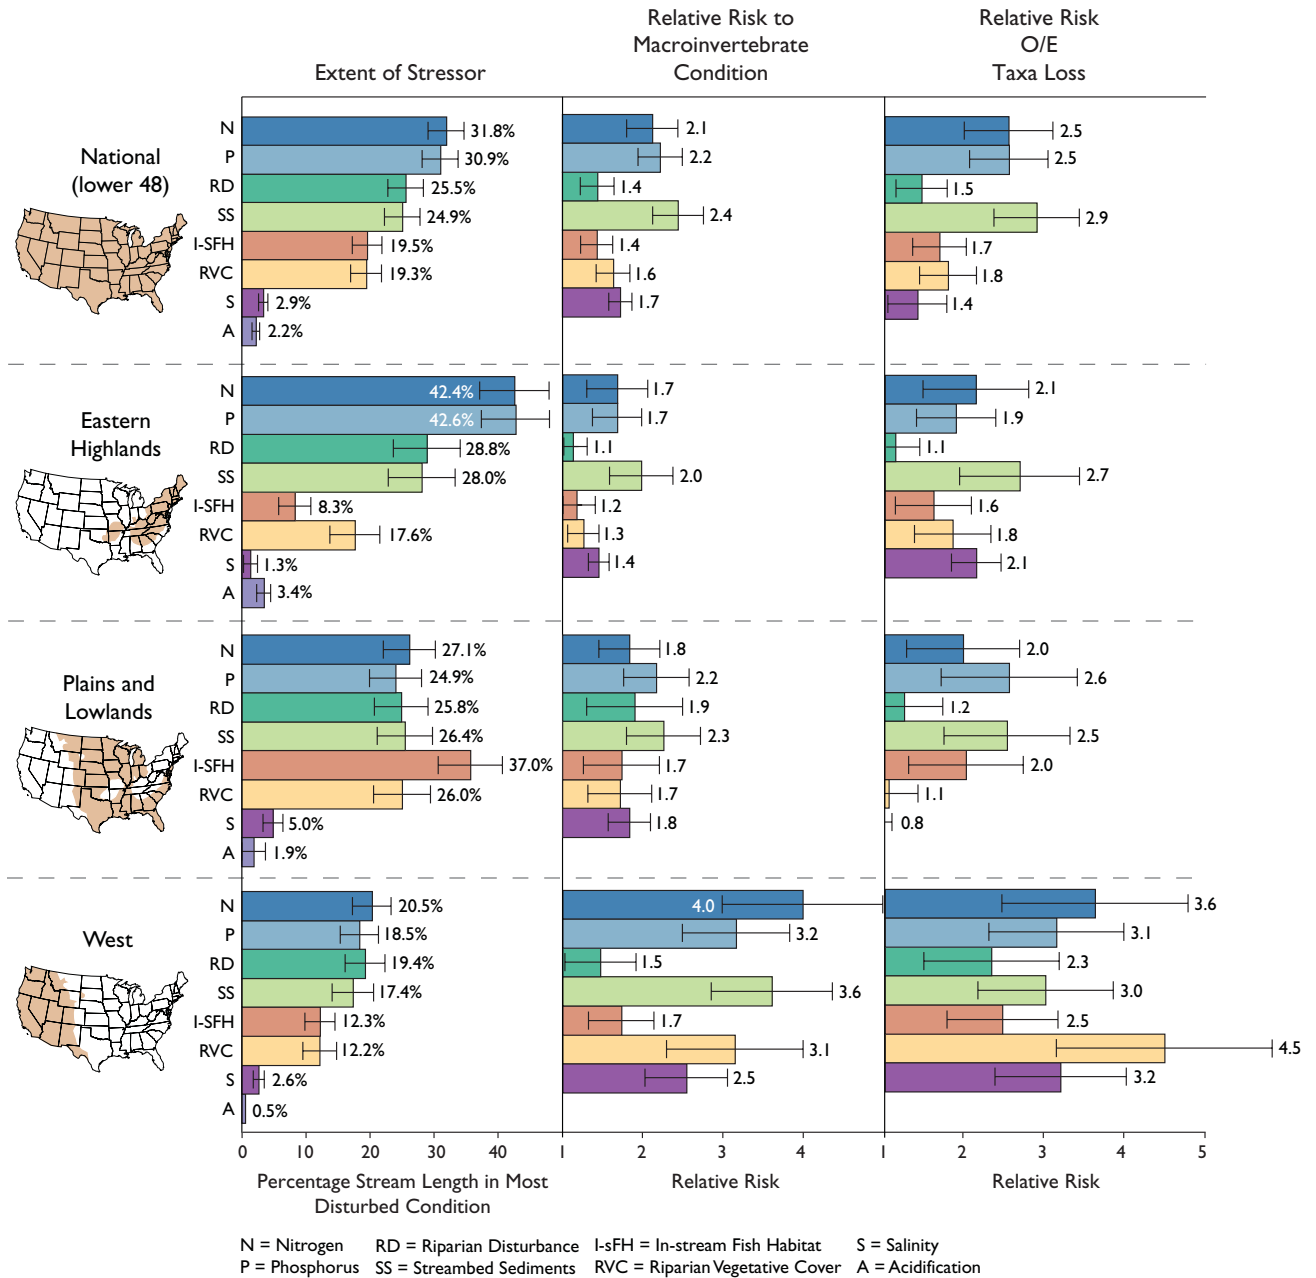 Extent of Stressor
Relative Risk to
Macroinvertebrate
Condition
Relative Risk
O/E
Taxa Loss
National
(lower 48)
N 31.8% 2.1 2.5
P 30.9% 2.2 2.5
RD 25.5% 1.4 1.5
SS 24.9% 2.4 2.9
I-SFH 19.5% 1.4 1.7
RVC 19.3% 1.6 1.8
S 2.9% 1.7 1.4
A 2.2%
Eastern
Highlands
N 42.4% 1.7 2.1
P 42.6% 1.7 1.9
RD 28.8% 1.1 1.1
SS 28.0% 2.0 2.7
I-SFH 8.3% 1.2 1.6
RVC 17.6% 1.3 1.8
S 1.3% 1.4 2.1
A 3.4%
Plains and
Lowlands
N 27.1% 1.8 2.0
P 24.9% 2.2 2.6
RD 25.8% 1.9 1.2
SS 26.4% 2.3 2.5
I-SFH 37.0% 1.7 2.0
RVC 26.0% 1.7 1.1
S 5.0% 1.8 0.8
A 1.9%
West
N 20.5% 4.0 3.6
P 18.5% 3.2 3.1
RD 19.4% 1.5 2.3
SS 17.4% 3.6 3.0
I-SFH 12.3% 1.7 2.5
RVC 12.2% 3.1 4.5
S 2.6% 2.5 3.2
A 0.5%
0 10 20 30 40 1 2 3 4 1 2 3 4 5
Percentage Stream Length in Most
Disturbed Condition
Relative Risk
Relative Risk
N = Nitrogen RD = Riparian Disturbance I-sFH = In-stream Fish Habitat S = Salinity
P = Phosphorus SS = Streambed Sediments RVC = Riparian Vegetative Cover A = Acidification